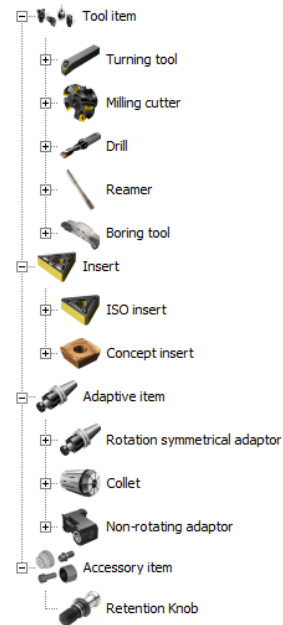 Tool item
Turning tool
Milling cutter
Drill
Reamer
Boring tool
Insert
ISO insert
Concept insert
Adaptive item
Rotation symmetrical adaptor
Collet
Non-rotating adaptor
Accessory item
Retention Knob